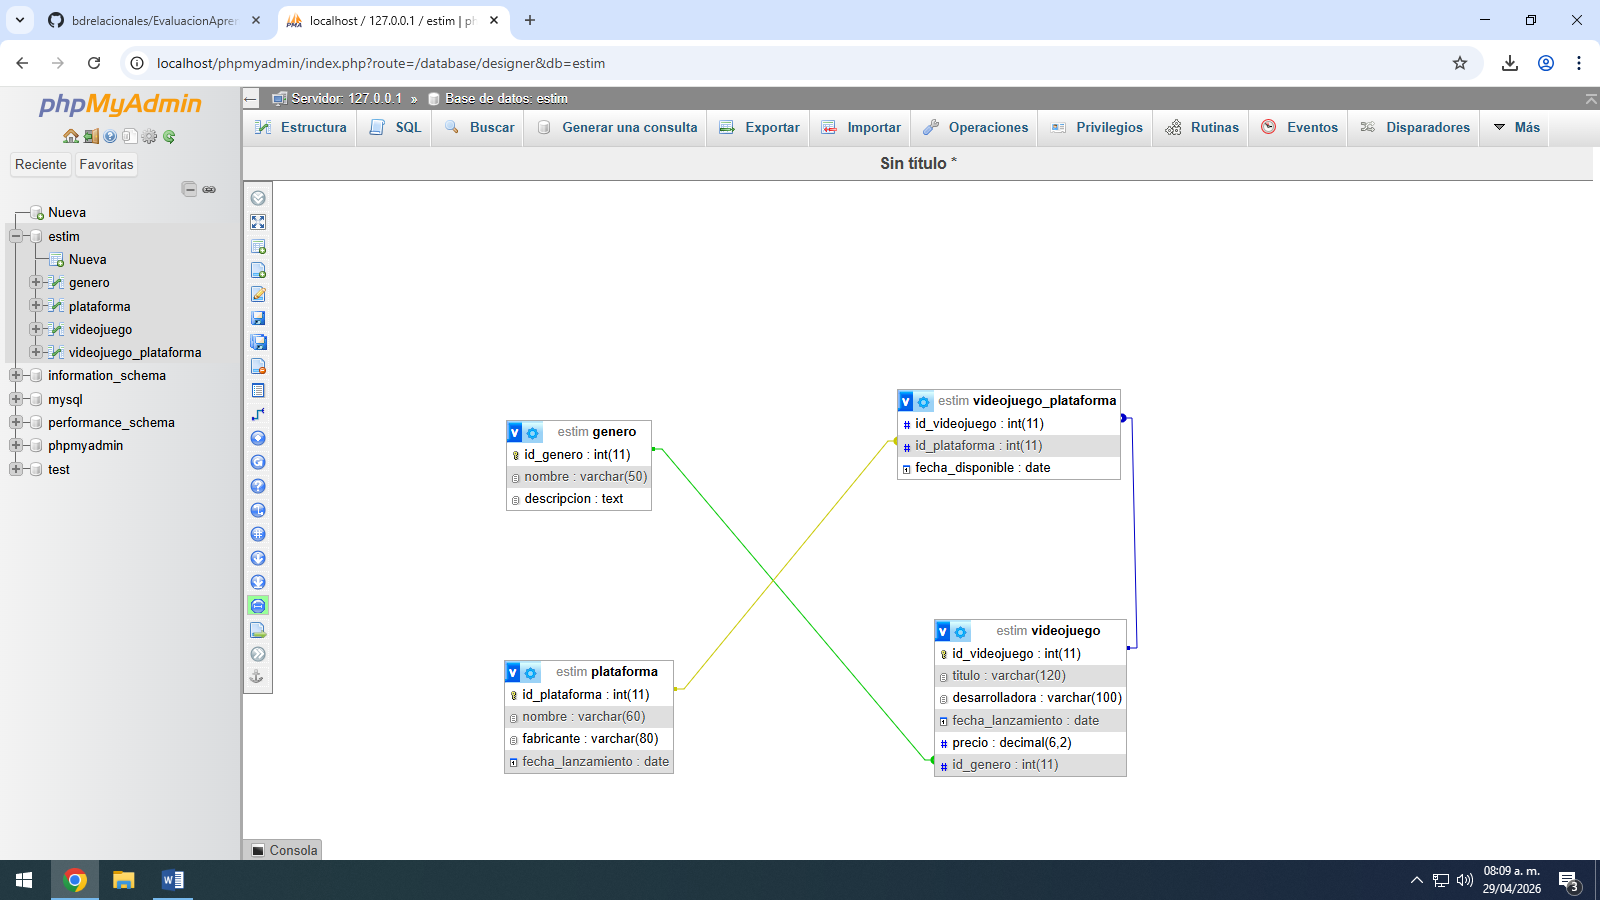 bdrelacionales/EvaluacionApre
localhost / 127.0.0.1 / estim | ph
localhost/phpmyadmin/index.php?route=/database/designer&db=estim
phpMyAdmin
Reciente
Favoritas
Nueva
estim
Nueva
genero
plataforma
videojuego
videojuego_plataforma
information_schema
mysql
performance_schema
phpmyadmin
test
Servidor: 127.0.0.1 » Base de datos: estim
Estructura
SQL
Buscar
Generar una consulta
Exportar
Importar
Operaciones
Privilegios
Rutinas
Eventos
Disparadores
Más
Sin título *
estim genero
id_genero : int(11)
nombre : varchar(50)
descripcion : text
estim videojuego_plataforma
id_videojuego : int(11)
id_plataforma : int(11)
fecha_disponible : date
estim plataforma
id_plataforma : int(11)
nombre : varchar(60)
fabricante : varchar(80)
fecha_lanzamiento : date
estim videojuego
id_videojuego : int(11)
titulo : varchar(120)
desarrolladora : varchar(100)
fecha_lanzamiento : date
precio : decimal(6,2)
id_genero : int(11)
Consola
08:09 a. m.
29/04/2026
3